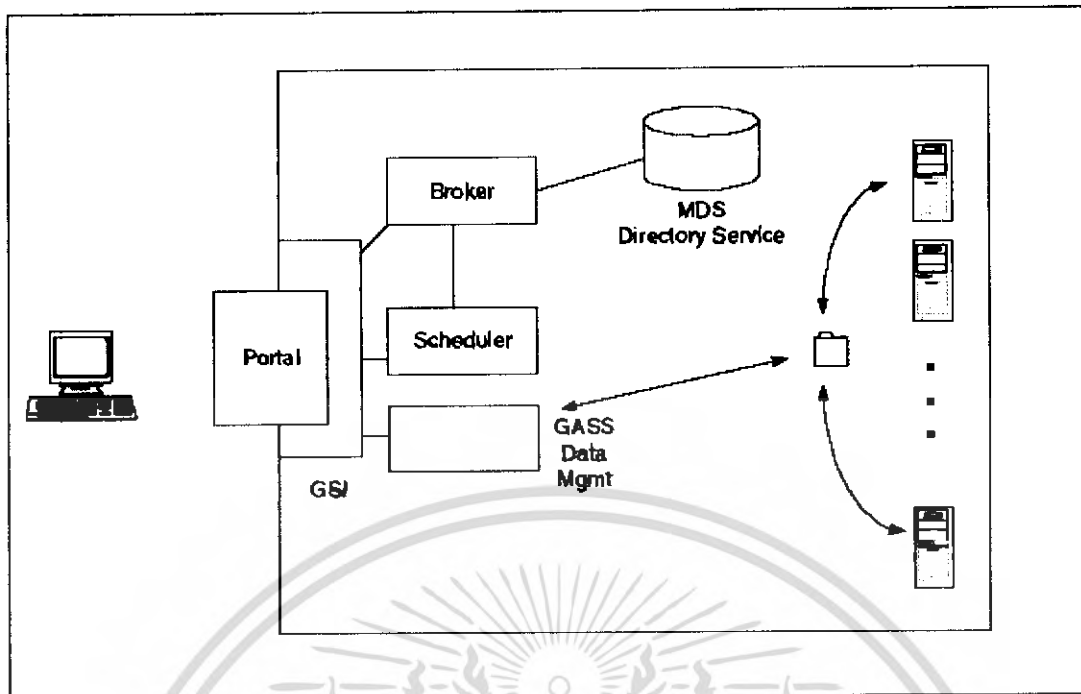 Broker
MDS
Directory Service
Portal
Scheduler
GASS
Data
Mgmt
GSI